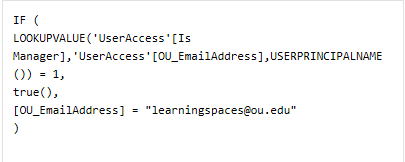 IF (
LOOKUPVALUE('UserAccess'[Is
Manager],'UserAccess'[OU_EmailAddress],USERPRINCIPALNAME
()) = 1,
true(),
[OU_EmailAddress] = "learningspaces@ou.edu"
)